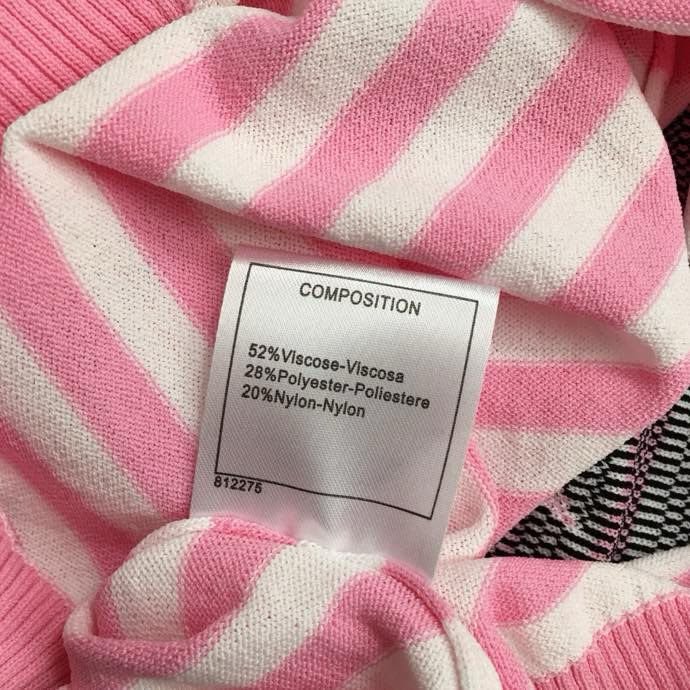 COMPOSITION
52%Viscose-Viscosa
28%Polyester-Poliestere
20%Nylon-Nylon
812275